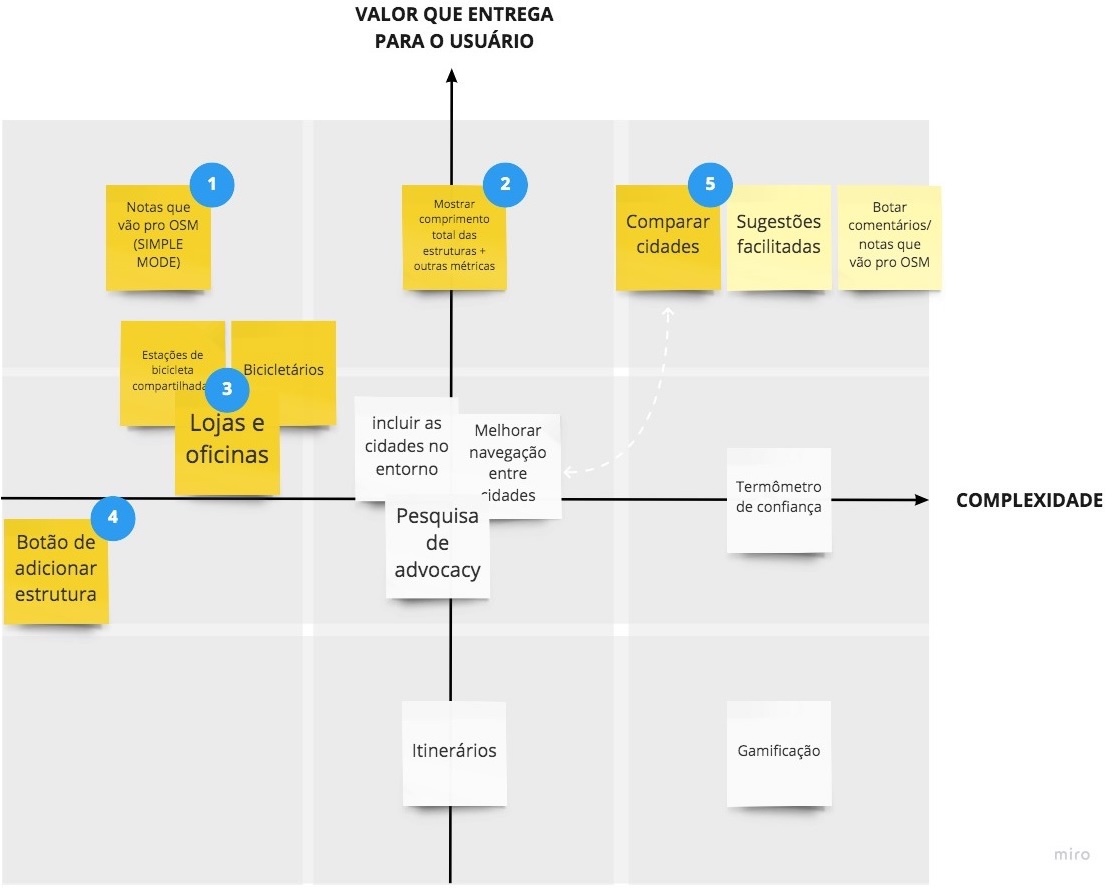 VALOR QUE ENTREGA
PARA O USUÁRIO
1
Notas que
vão pro OSM
(SIMPLE
MODE)
2
Mostrar
comprimento
total das
estruturas +
outras métricas
5
Comparar
cidades
Sugestões
facilitadas
Botar
comentários/
notas que
vão pro OSM
Estações de
bicicleta
compartilhada
Bicicletários
3
Lojas e
oficinas
incluir as
cidades no
entorno
Melhorar
navegação
entre
cidades
Termômetro
de confiança
COMPLEXIDADE
4
Botão de
adicionar
estrutura
Pesquisa
de
advocacy
Itinerários
Gamificação
miro